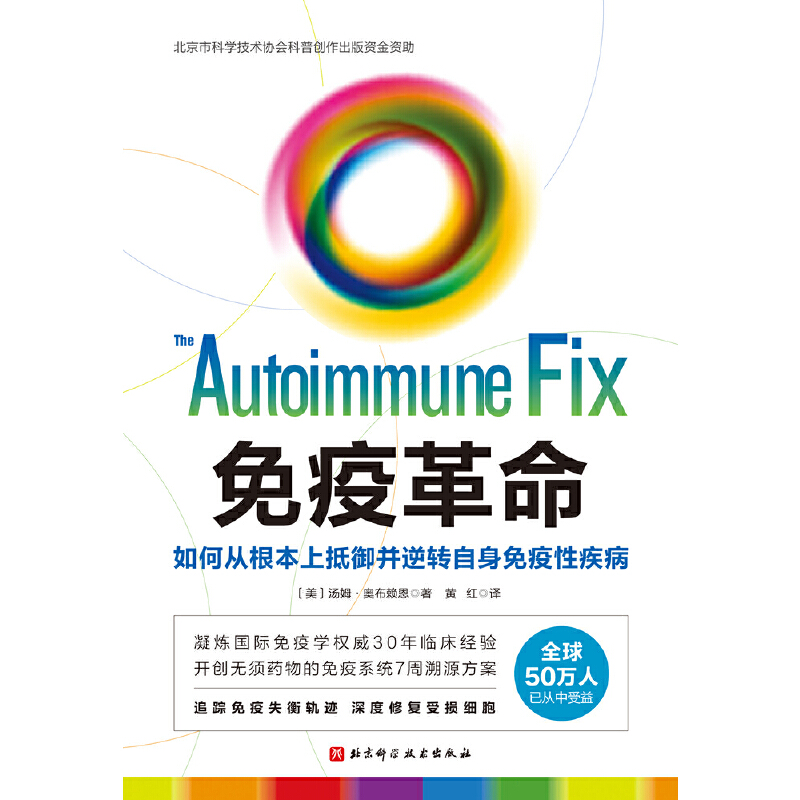 北京市科学技术协会科普创作出版资金资助
The Autoimmune Fix
免疫革命
如何从根本上抵御并逆转自身免疫性疾病
［美］汤姆·奥布赖恩◎著 黄 红◎译
凝炼国际免疫学权威30年临床经验
开创无须药物的免疫系统7周溯源方案
追踪免疫失衡轨迹 深度修复受损细胞
全球
50万人
已从中受益
北京科学技术出版社